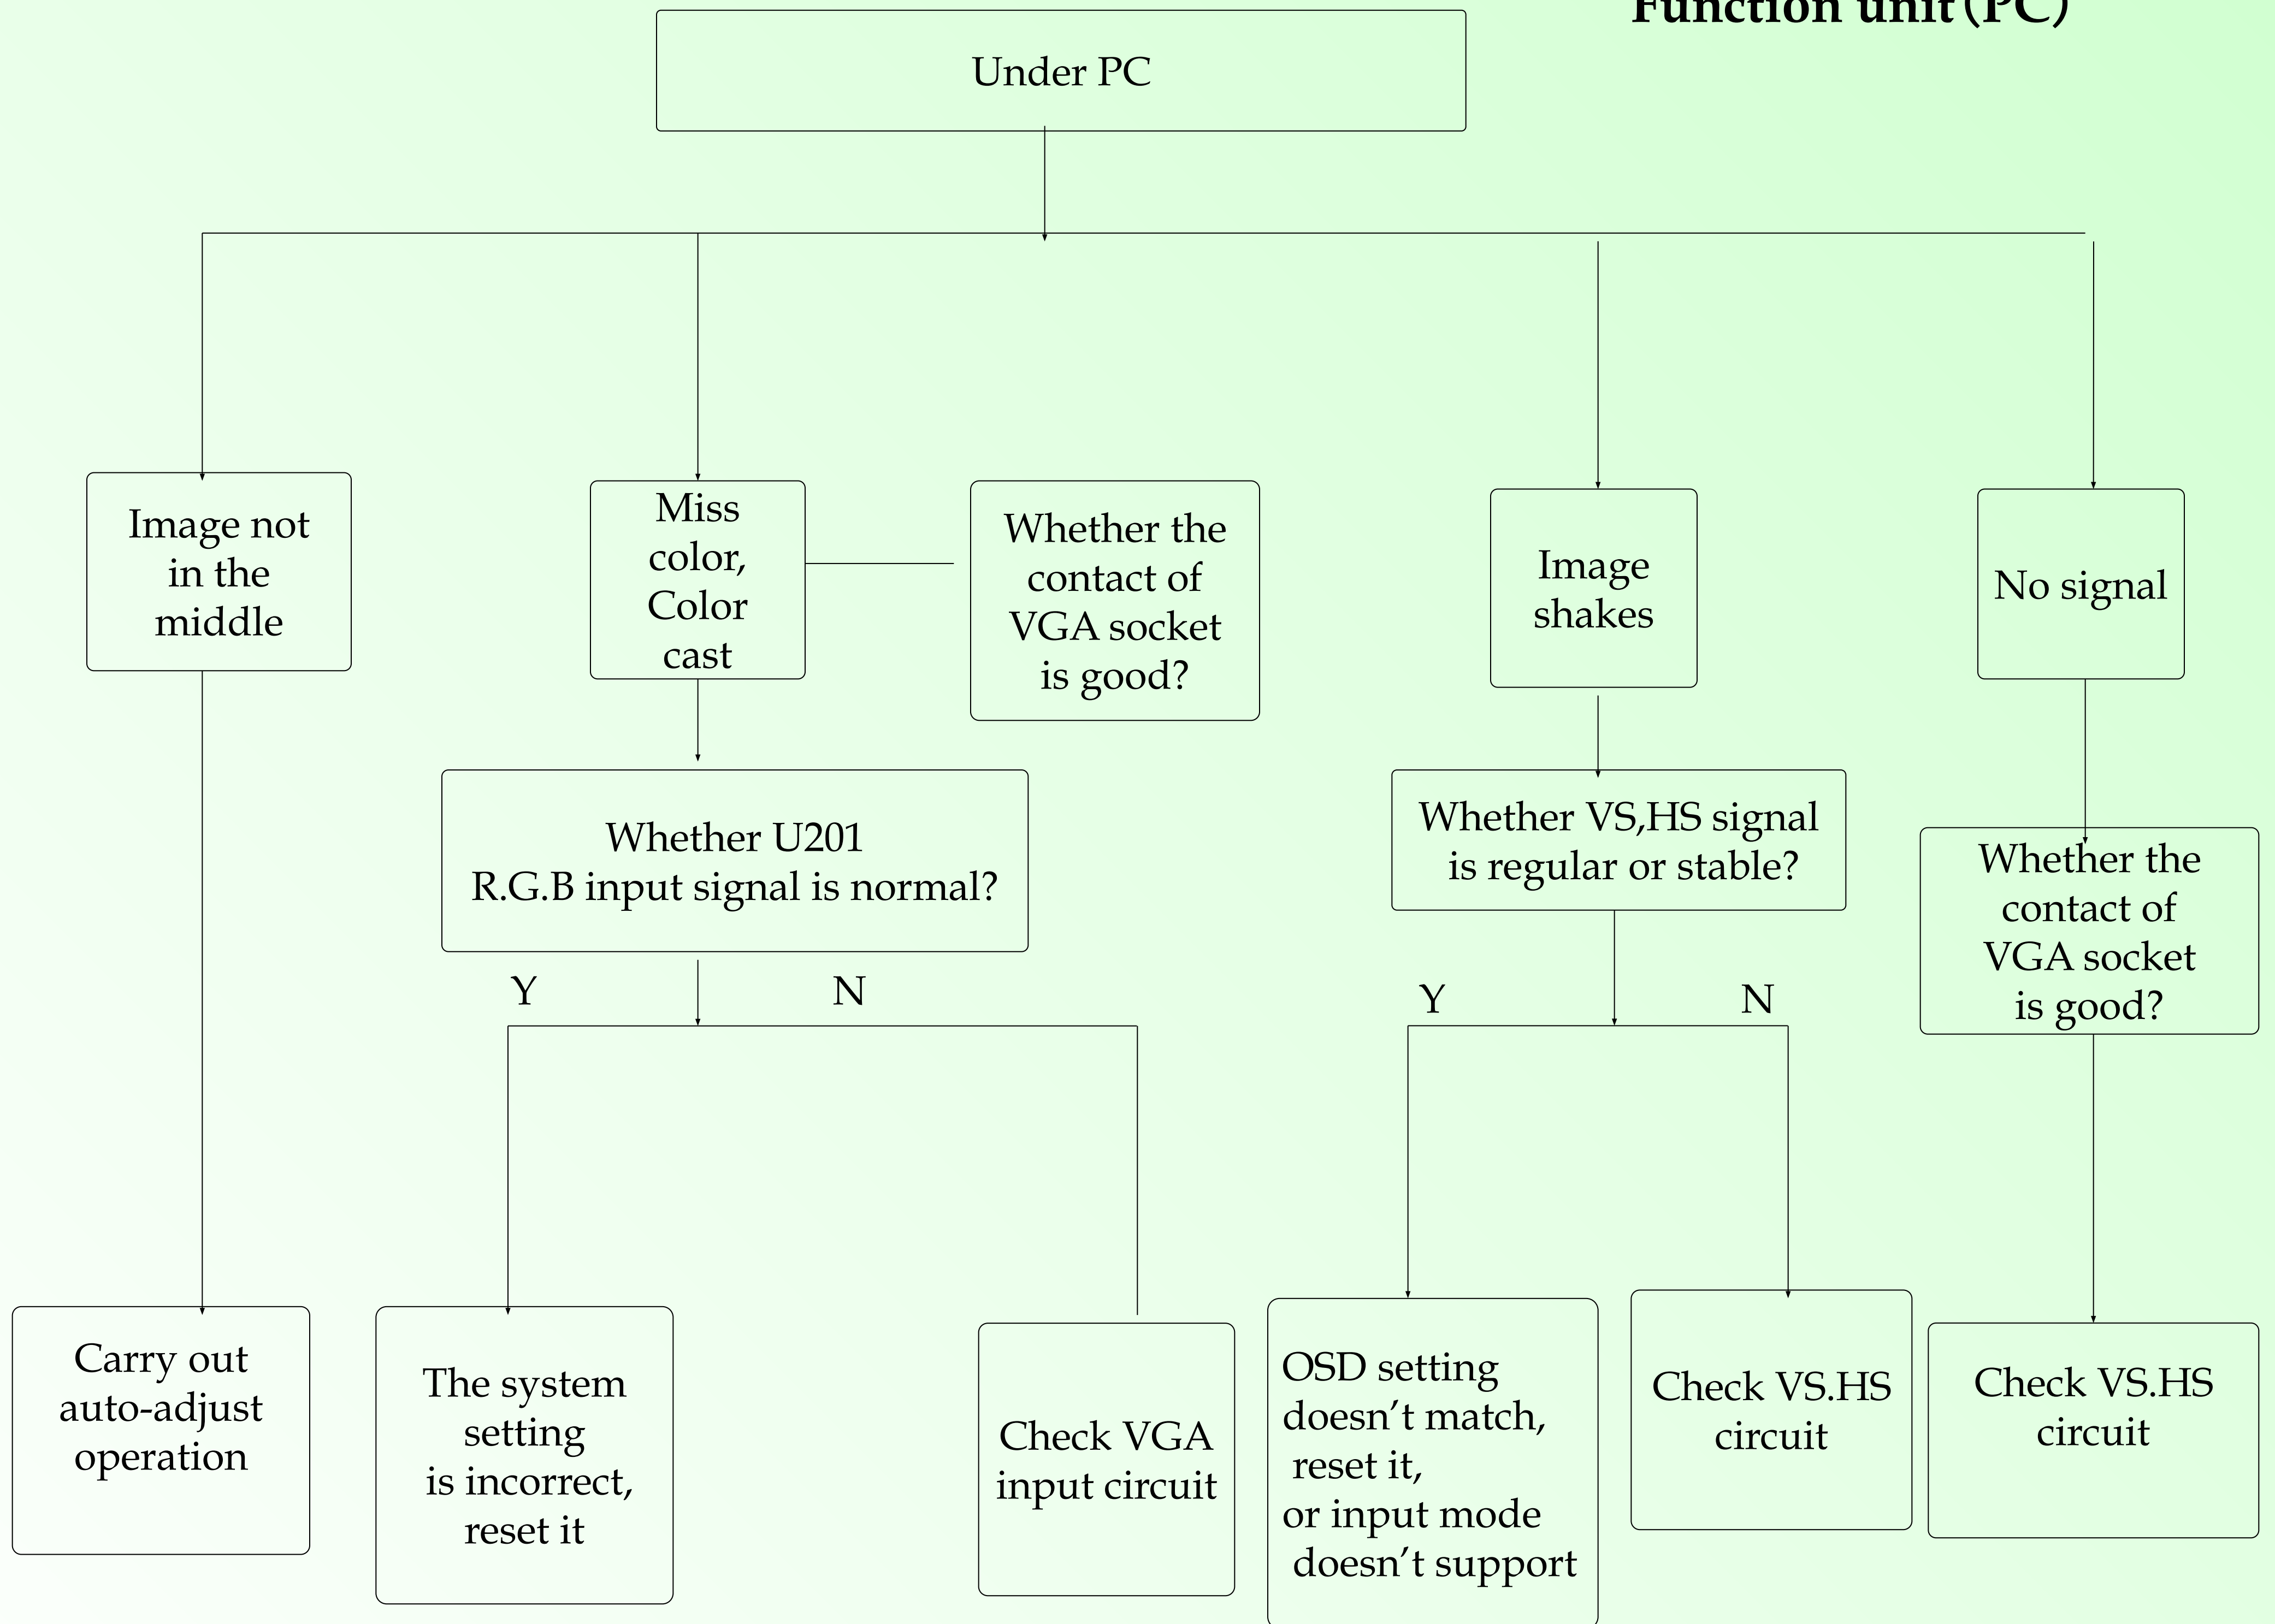 Function unit(PC)
Under PC
Image not
in the
middle
Miss
color,
Color
cast
Whether the
contact of
VGA socket
is good?
Image
shakes
No signal
Whether U201
R.G.B input signal is normal?
Whether VS,HS signal
is regular or stable?
Whether the
contact of
VGA socket
is good?
Y
N
Y
N
Carry out
auto-adjust
operation
The system
setting
is incorrect,
reset it
Check VGA
input circuit
OSD setting
doesn’t match,
reset it,
or input mode
doesn’t support
Check VS.HS
circuit
Check VS.HS
circuit